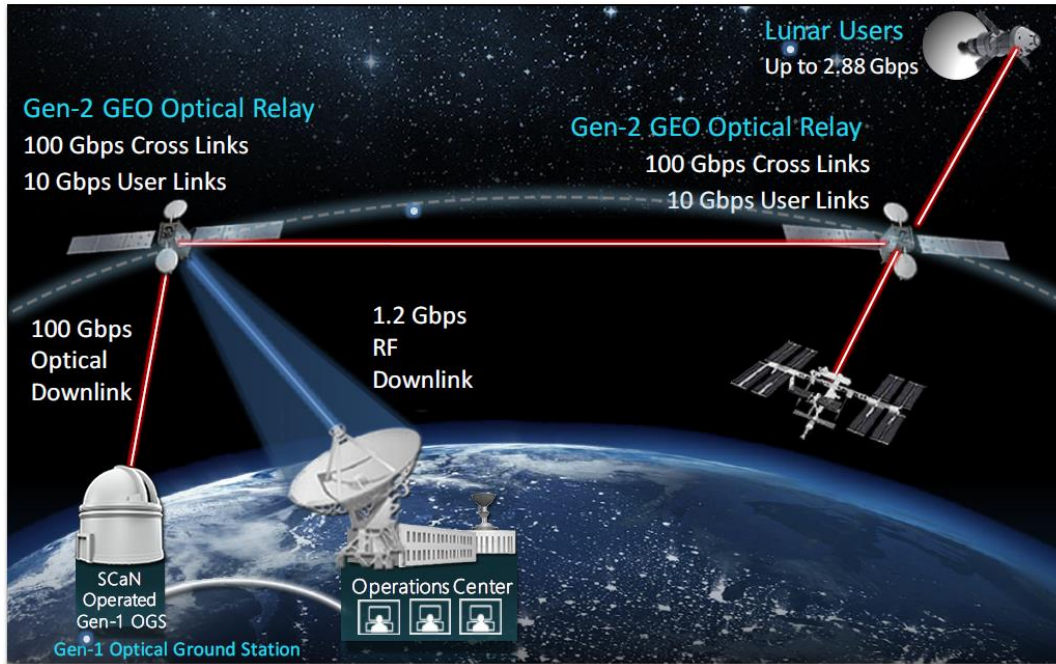 Lunar Users
Up to 2.88 Gbps
Gen-2 GEO Optical Relay
100 Gbps Cross Links
10 Gbps User Links
Gen-2 GEO Optical Relay
100 Gbps Cross Links
10 Gbps User Links
100 Gbps
Optical
Downlink
1.2 Gbps
RF
Downlink
SCaN
Operated
Gen-1 OGS
Gen-1 Optical Ground Station
Operations Center